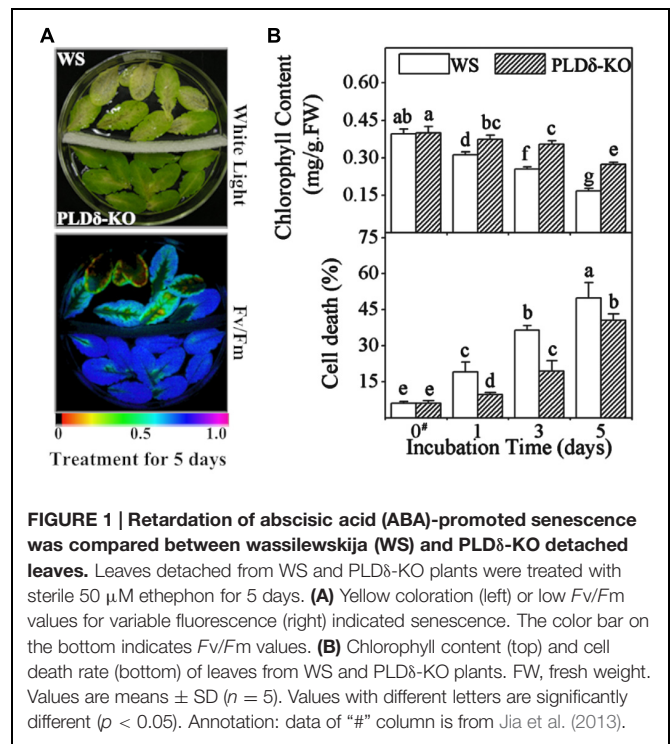 A
WS
White Light
PLDδ-KO
Fv/Fm
0 0.5 1.0
Treatment for 5 days
B
WS PLDδ-KO
Chlorophyll Content
(mg/g.FW)
0.60
0.45
0.30
0.15
ab a d bc f c g e
Cell death (%)
75
60
45
30
15
e e c d b c a b
0# 1 3 5
Incubation Time (days)
FIGURE 1 | Retardation of abscisic acid (ABA)-promoted senescence
was compared between wassilewskija (WS) and PLDδ-KO detached
leaves. Leaves detached from WS and PLDδ-KO plants were treated with
sterile 50 μM ethephon for 5 days. (A) Yellow coloration (left) or low Fv/Fm
values for variable fluorescence (right) indicated senescence. The color bar on
the bottom indicates Fv/Fm values. (B) Chlorophyll content (top) and cell
death rate (bottom) of leaves from WS and PLDδ-KO plants. FW, fresh weight.
Values are means ± SD (n = 5). Values with different letters are significantly
different (p < 0.05). Annotation: data of “#” column is from Jia et al. (2013).